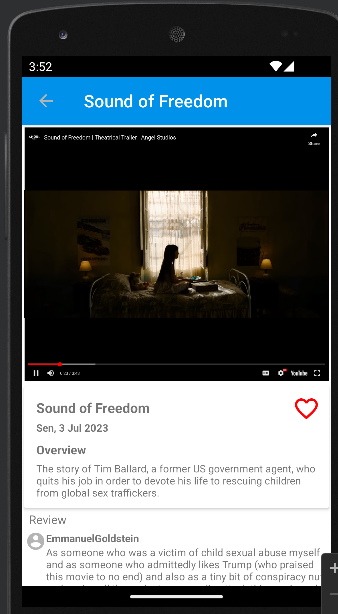 3:52
Sound of Freedom
Sound of Freedom | Theatrical Trailer - Angel Studios
Share
YouTube
Sound of Freedom
Sen, 3 Jul 2023
Overview
The story of Tim Ballard, a former US government agent, who
quits his job in order to devote his life to rescuing children
from global sex traffickers.
Review
EmmanuelGoldstein
As someone who was a victim of child sexual abuse myself
and as someone who admittedly likes Trump (who praised
this movie to no end) and also as a tiny bit of conspiracy nut